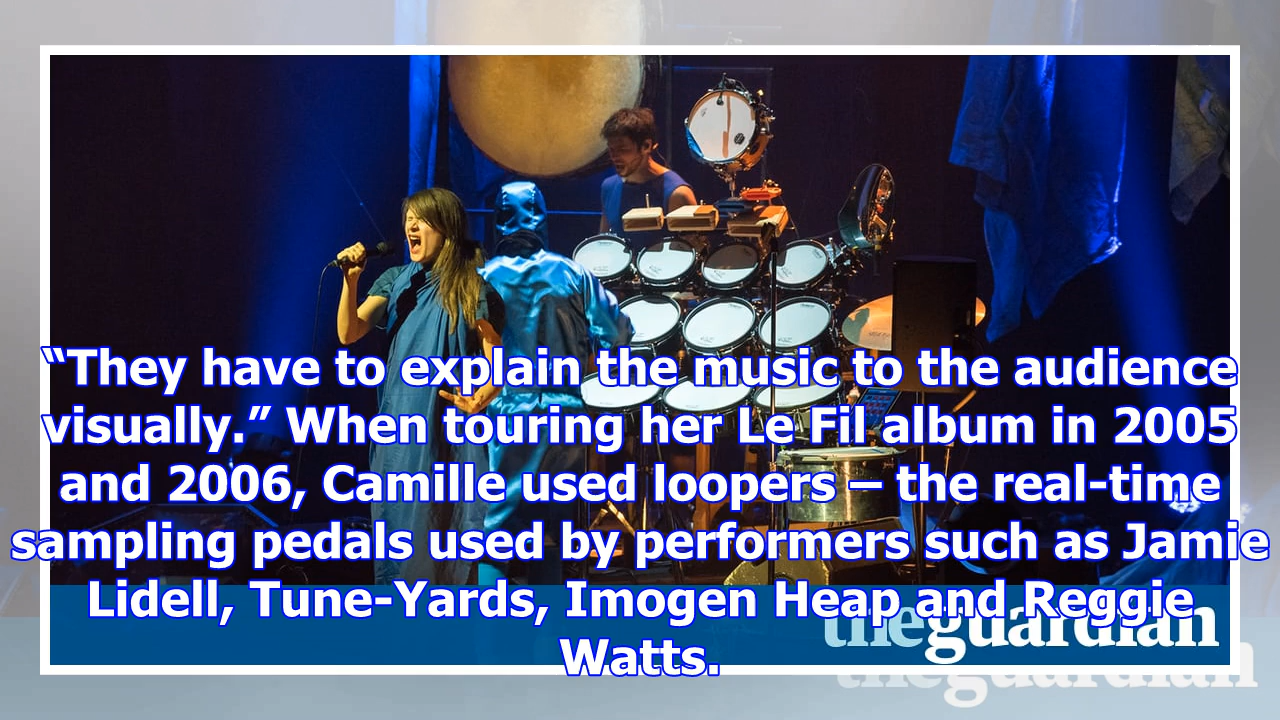 “They have to explain the music to the audience
visually.” When touring her Le Fil album in 2005
and 2006, Camille used loopers – the real-time
sampling pedals used by performers such as Jamie
Lidell, Tune-Yards, Imogen Heap and Reggie
Watts.
theguardian
theguardian